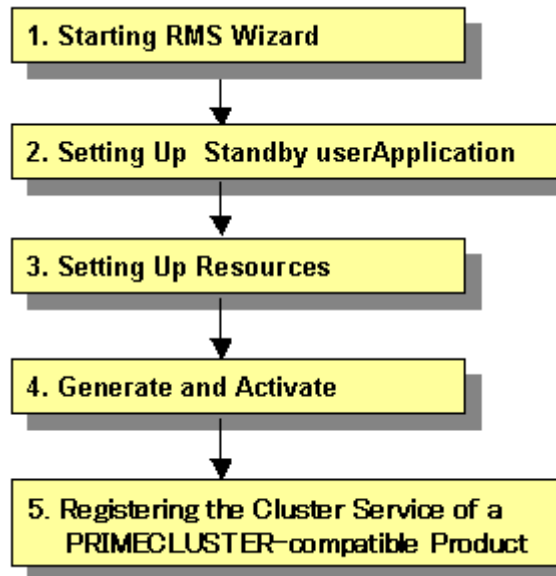 1. Starting RMS Wizard
2. Setting Up Standby userApplication
3. Setting Up Resources
4. Generate and Activate
5. Registering the Cluster Service of a
PRIMECLUSTER-compatible Product